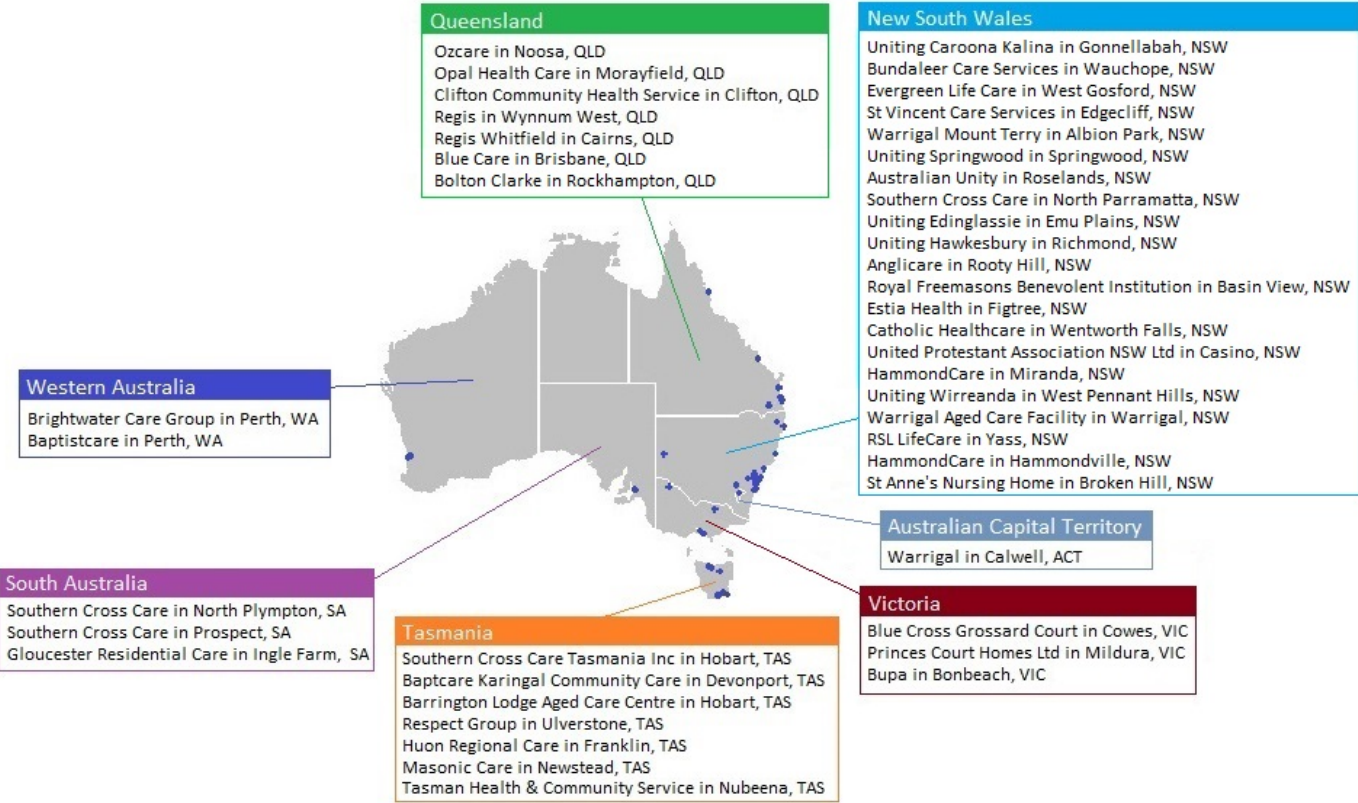 Queensland
Ozcare in Noosa, QLD
Opal Health Care in Morayfield, QLD
Clifton Community Health Service in Clifton, QLD
Regis in Wynnum West, QLD
Regis Whitfield in Cairns, QLD
Blue Care in Brisbane, QLD
Bolton Clarke in Rockhampton, QLD
New South Wales
Uniting Caroona Kalina in Gonnellabah, NSW
Bundaleer Care Services in Wauchope, NSW
Evergreen Life Care in West Gosford, NSW
St Vincent Care Services in Edgecliff, NSW
Warrigal Mount Terry in Albion Park, NSW
Uniting Springwood in Springwood, NSW
Australian Unity in Roselands, NSW
Southern Cross Care in North Parramatta, NSW
Uniting Edinglassie in Emu Plains, NSW
Uniting Hawkesbury in Richmond, NSW
Anglicare in Rooty Hill, NSW
Royal Freemasons Benevolent Institution in Basin View, NSW
Estia Health in Figtree, NSW
Catholic Healthcare in Wentworth Falls, NSW
United Protestant Association NSW Ltd in Casino, NSW
HammondCare in Miranda, NSW
Uniting Wirreanda in West Pennant Hills, NSW
Warrigal Aged Care Facility in Warrigal, NSW
RSL LifeCare in Yass, NSW
HammondCare in Hammondville, NSW
St Anne's Nursing Home in Broken Hill, NSW
Western Australia
Brightwater Care Group in Perth, WA
Baptistcare in Perth, WA
Australian Capital Territory
Warrigal in Calwell, ACT
South Australia
Southern Cross Care in North Plympton, SA
Southern Cross Care in Prospect, SA
Gloucester Residential Care in Ingle Farm, SA
Tasmania
Southern Cross Care Tasmania Inc in Hobart, TAS
Baptcare Karingal Community Care in Devonport, TAS
Barrington Lodge Aged Care Centre in Hobart, TAS
Respect Group in Ulverstone, TAS
Huon Regional Care in Franklin, TAS
Masonic Care in Newstead, TAS
Tasman Health & Community Service in Nubeena, TAS
Victoria
Blue Cross Grossard Court in Cowes, VIC
Princes Court Homes Ltd in Mildura, VIC
Bupa in Bonbeach, VIC